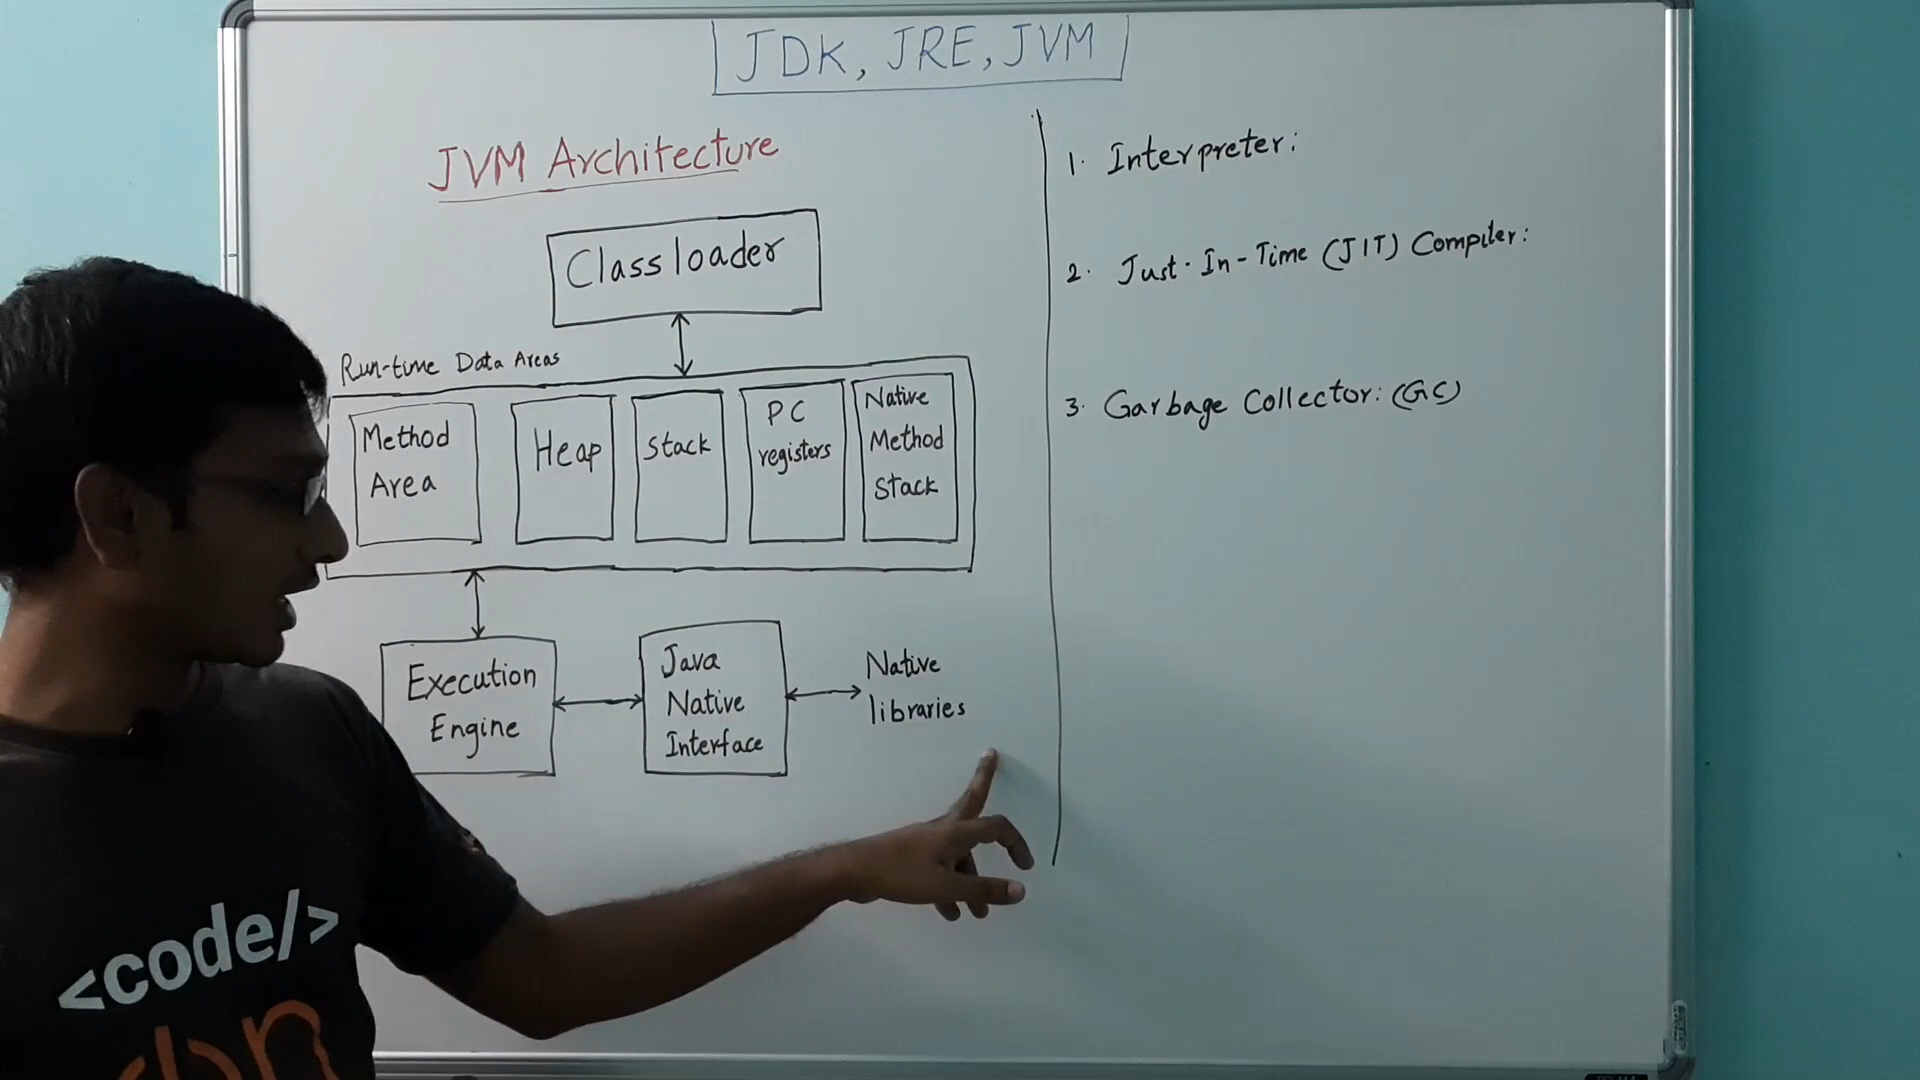 JDK, JRE, JVM
JVM Architecture
Classloader
Run-time Data Areas
Method
Area
Heap
Stack
PC
registers
Native
Method
Stack
Execution
Engine
Java
Native
Interface
Native
libraries
1. Interpreter:
2. Just-In-Time (JIT) Compiler:
3. Garbage Collector: (GC)
<code/>